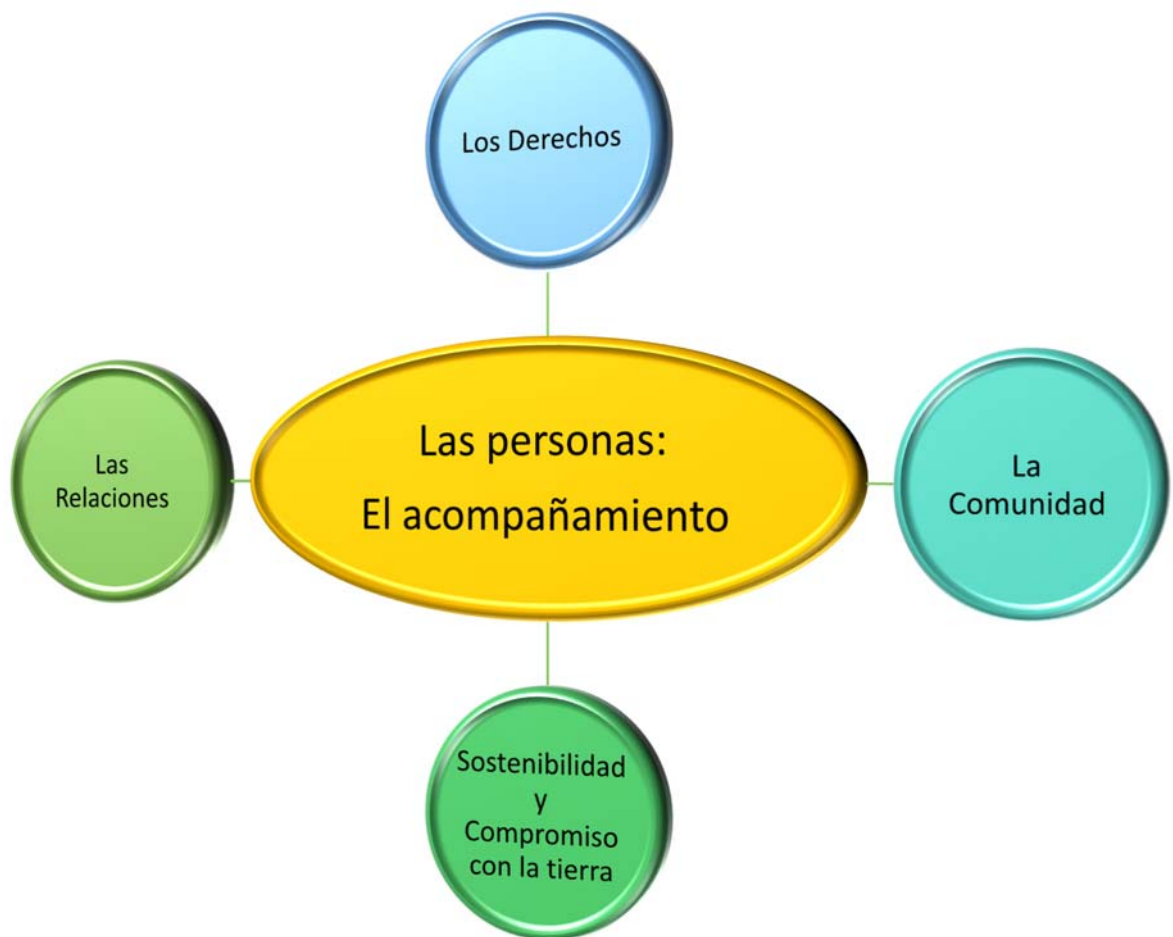 Los Derechos
Las
Relaciones
Las personas:
El acompañamiento
La
Comunidad
Sostenibilidad
y
Compromiso
con la tierra